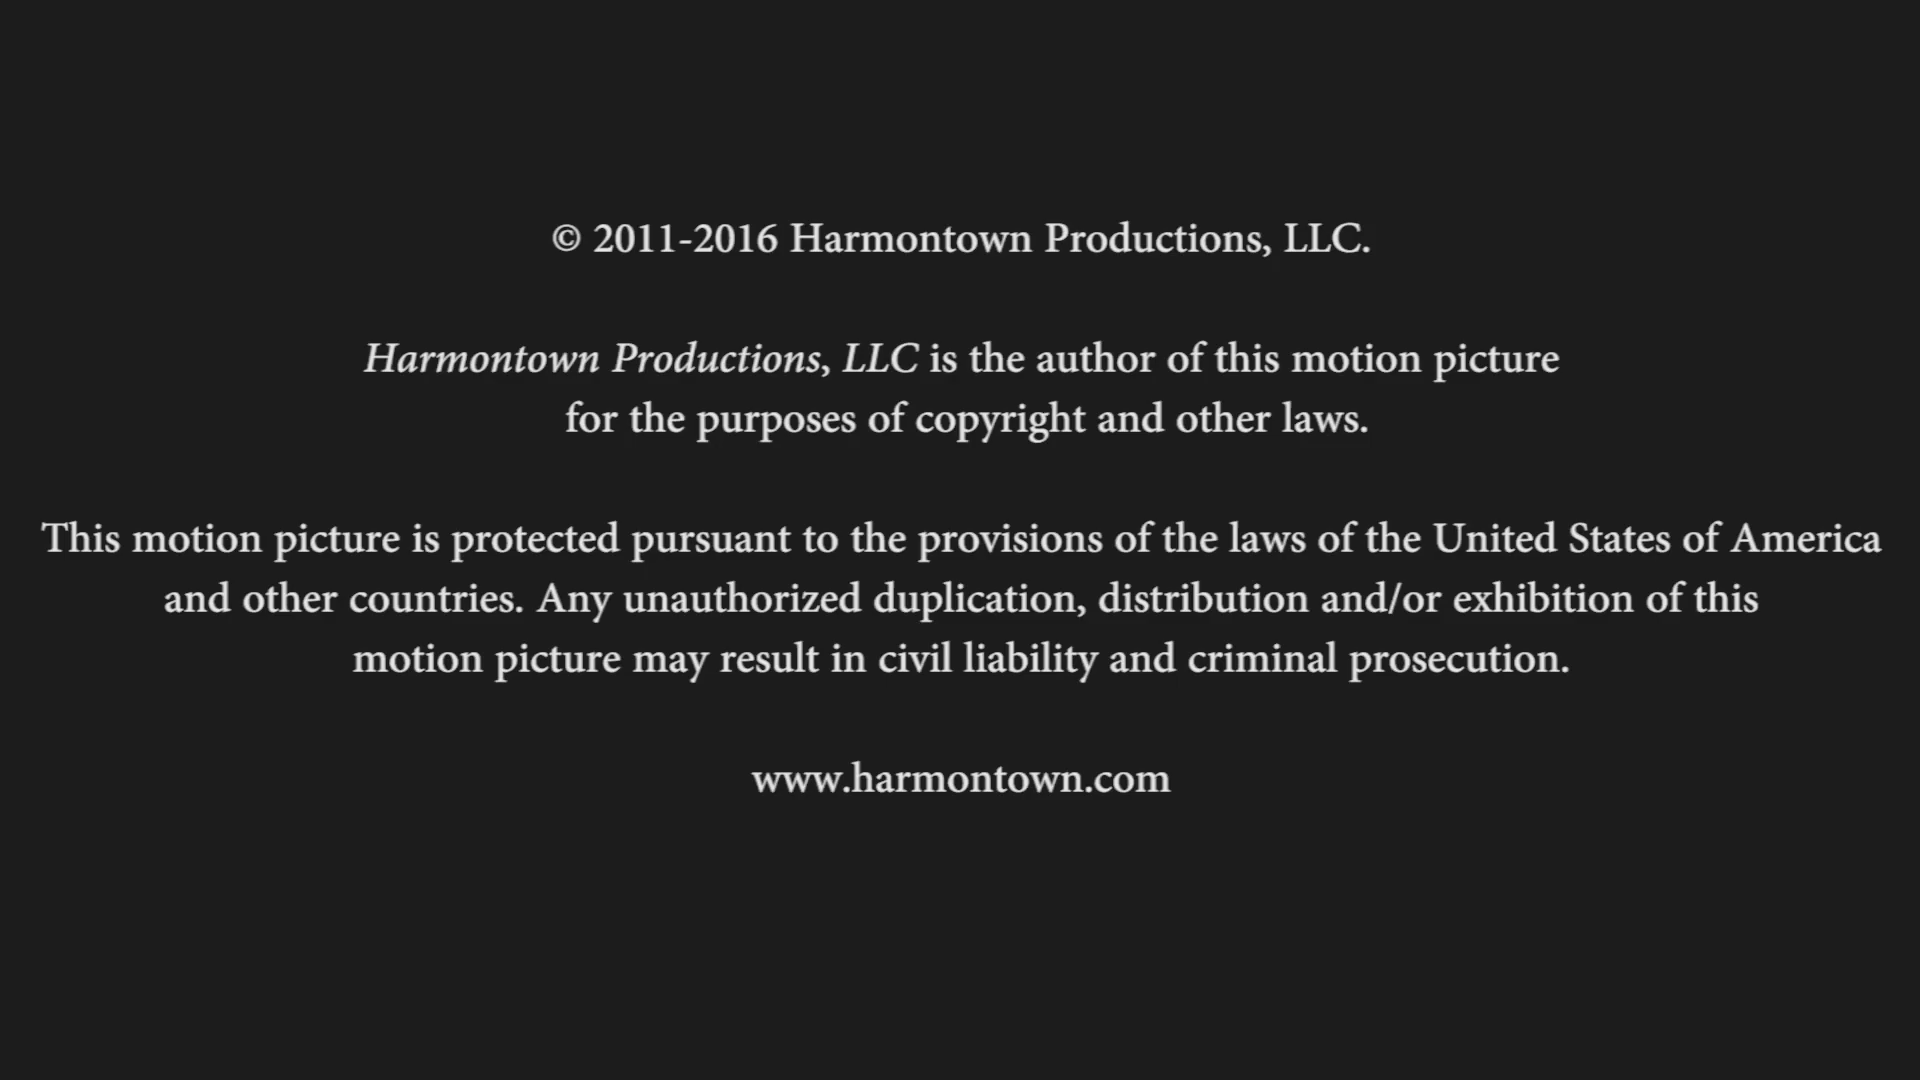 © 2011-2016 Harmontown Productions, LLC.
Harmontown Productions, LLC is the author of this motion picture
for the purposes of copyright and other laws.
This motion picture is protected pursuant to the provisions of the laws of the United States of America
and other countries. Any unauthorized duplication, distribution and/or exhibition of this
motion picture may result in civil liability and criminal prosecution.
www.harmontown.com